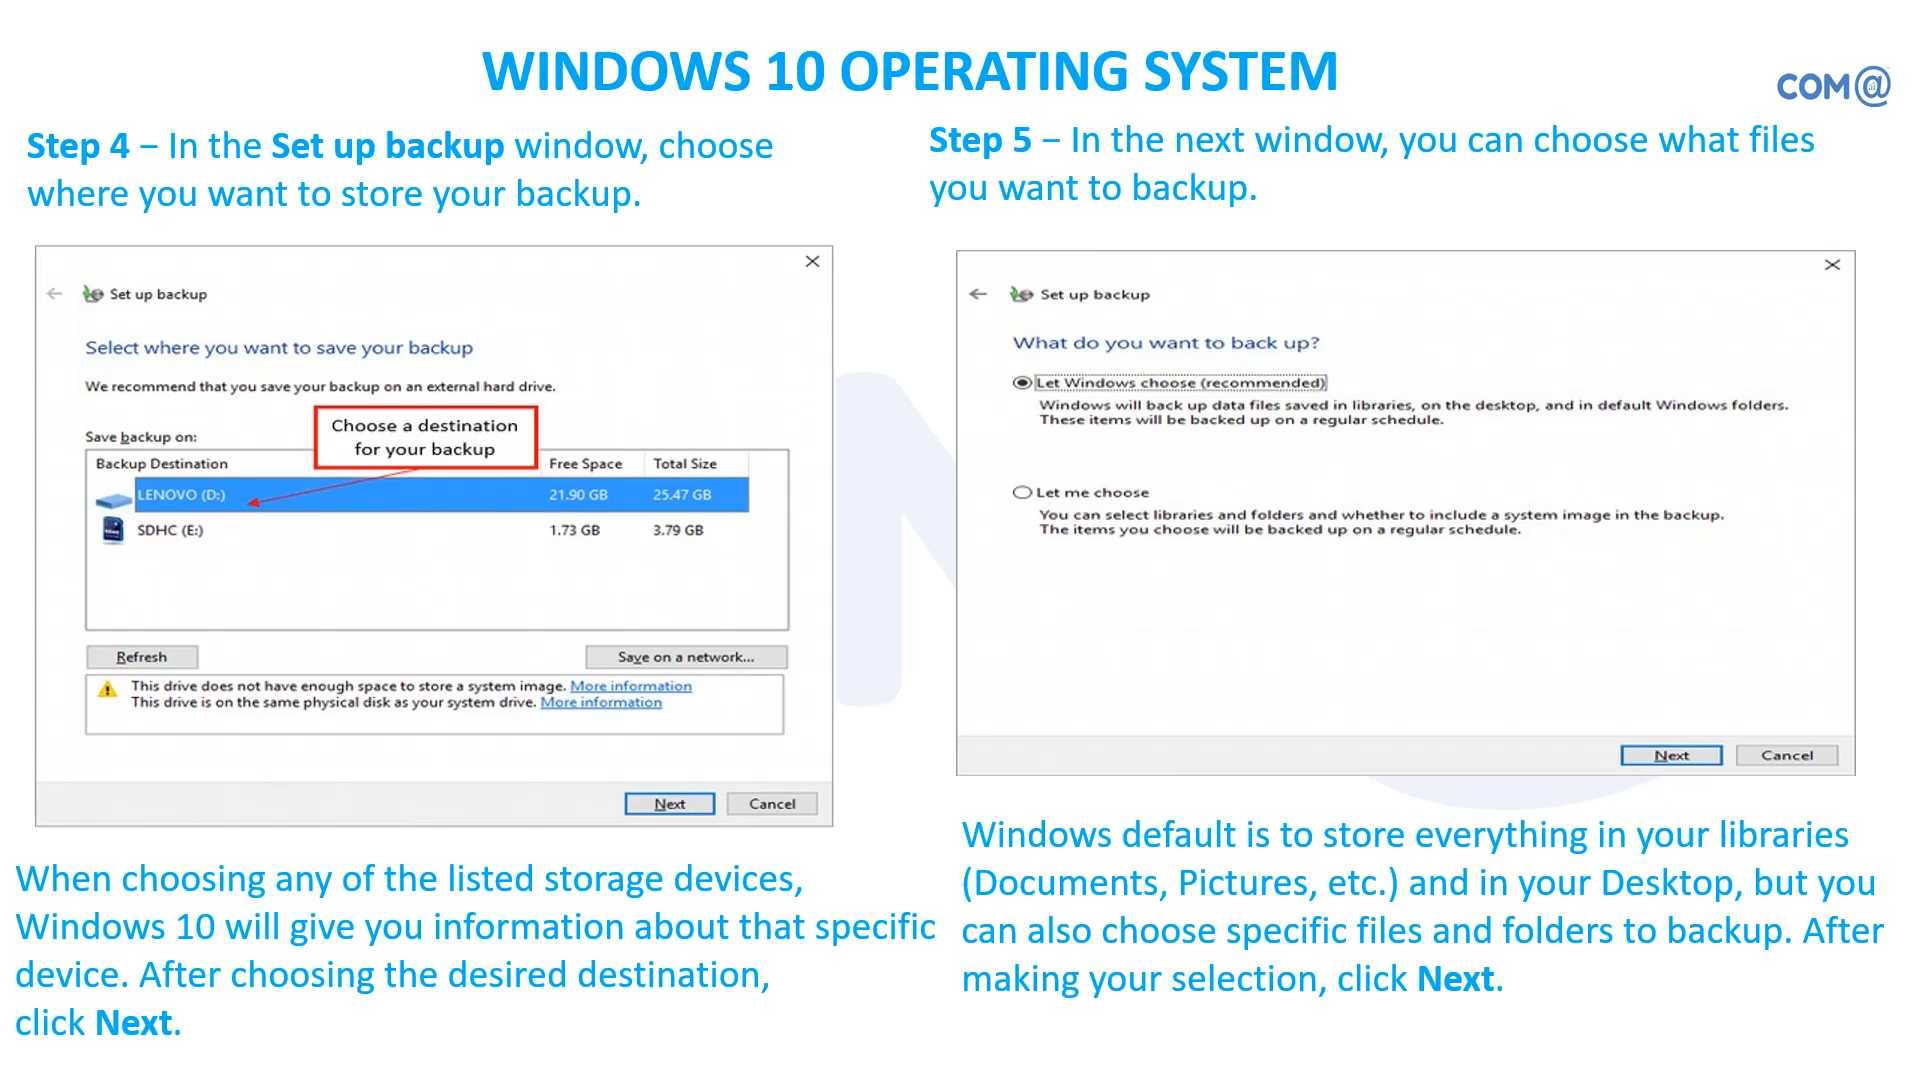 WINDOWS 10 OPERATING SYSTEM
COM@
Step 4 – In the Set up backup window, choose
where you want to store your backup.
Set up backup
Select where you want to save your backup
We recommend that you save your backup on an external hard drive.
Choose a destination
for your backup
Save backup on:
Backup Destination Free Space Total Size
LENOVO (D:) 21.90 GB 25.47 GB
SDHC (E:) 1.73 GB 3.79 GB
Refresh Save on a network...
This drive does not have enough space to store a system image. More information
This drive is on the same physical disk as your system drive. More information
Next Cancel
When choosing any of the listed storage devices,
Windows 10 will give you information about that specific
device. After choosing the desired destination,
click Next.
Step 5 – In the next window, you can choose what files
you want to backup.
Set up backup
What do you want to back up?
Let Windows choose (recommended)
Windows will back up data files saved in libraries, on the desktop, and in default Windows folders.
These items will be backed up on a regular schedule.
Let me choose
You can select libraries and folders and whether to include a system image in the backup.
The items you choose will be backed up on a regular schedule.
Next Cancel
Windows default is to store everything in your libraries
(Documents, Pictures, etc.) and in your Desktop, but you
can also choose specific files and folders to backup. After
making your selection, click Next.